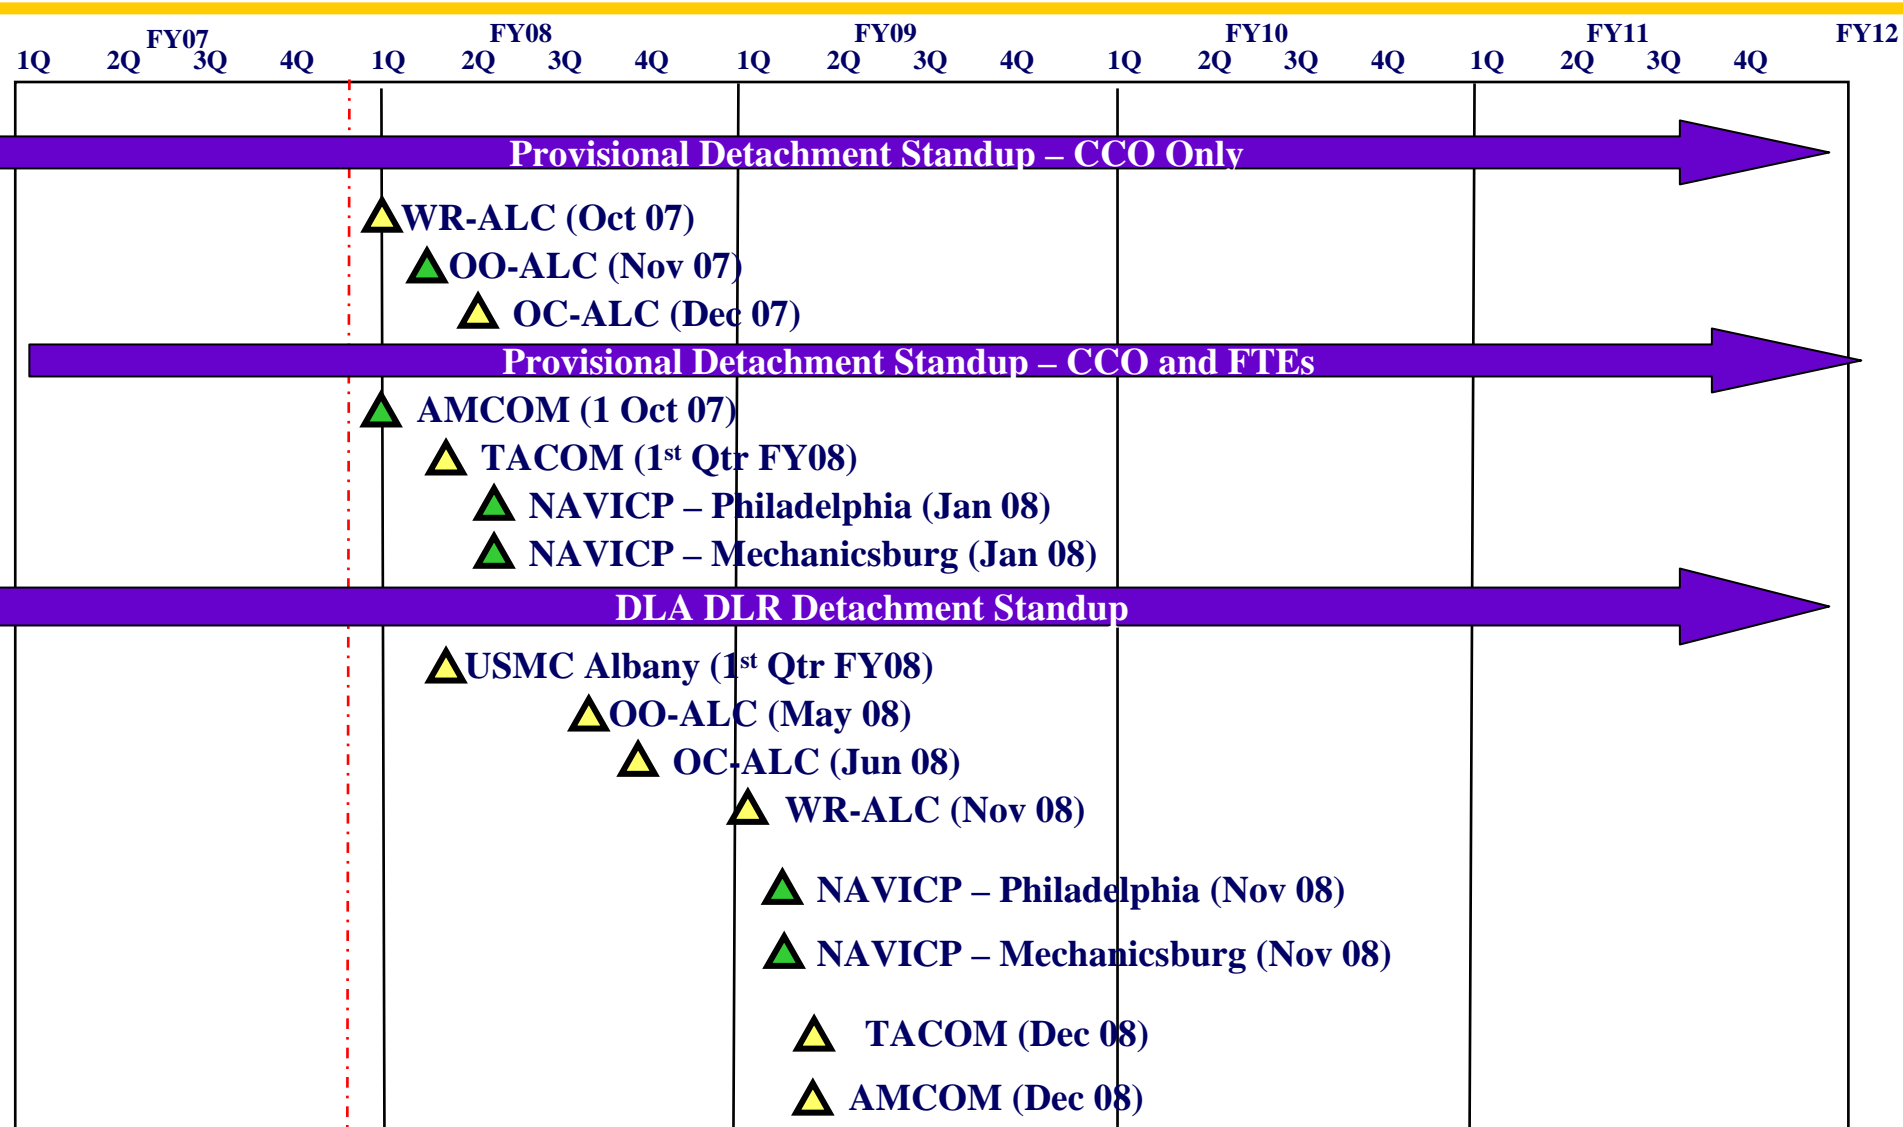 FY07 FY08 FY09 FY10 FY11 FY12
1Q 2Q 3Q 4Q 1Q 2Q 3Q 4Q 1Q 2Q 3Q 4Q 1Q 2Q 3Q 4Q 1Q 2Q 3Q 4Q
Provisional Detachment Standup – CCO Only
WR-ALC (Oct 07)
OO-ALC (Nov 07)
OC-ALC (Dec 07)
Provisional Detachment Standup – CCO and FTEs
AMCOM (1 Oct 07)
TACOM (1st Qtr FY08)
NAVICP – Philadelphia (Jan 08)
NAVICP – Mechanicsburg (Jan 08)
DLA DLR Detachment Standup
USMC Albany (1st Qtr FY08)
OO-ALC (May 08)
OC-ALC (Jun 08)
WR-ALC (Nov 08)
NAVICP – Philadelphia (Nov 08)
NAVICP – Mechanicsburg (Nov 08)
TACOM (Dec 08)
AMCOM (Dec 08)